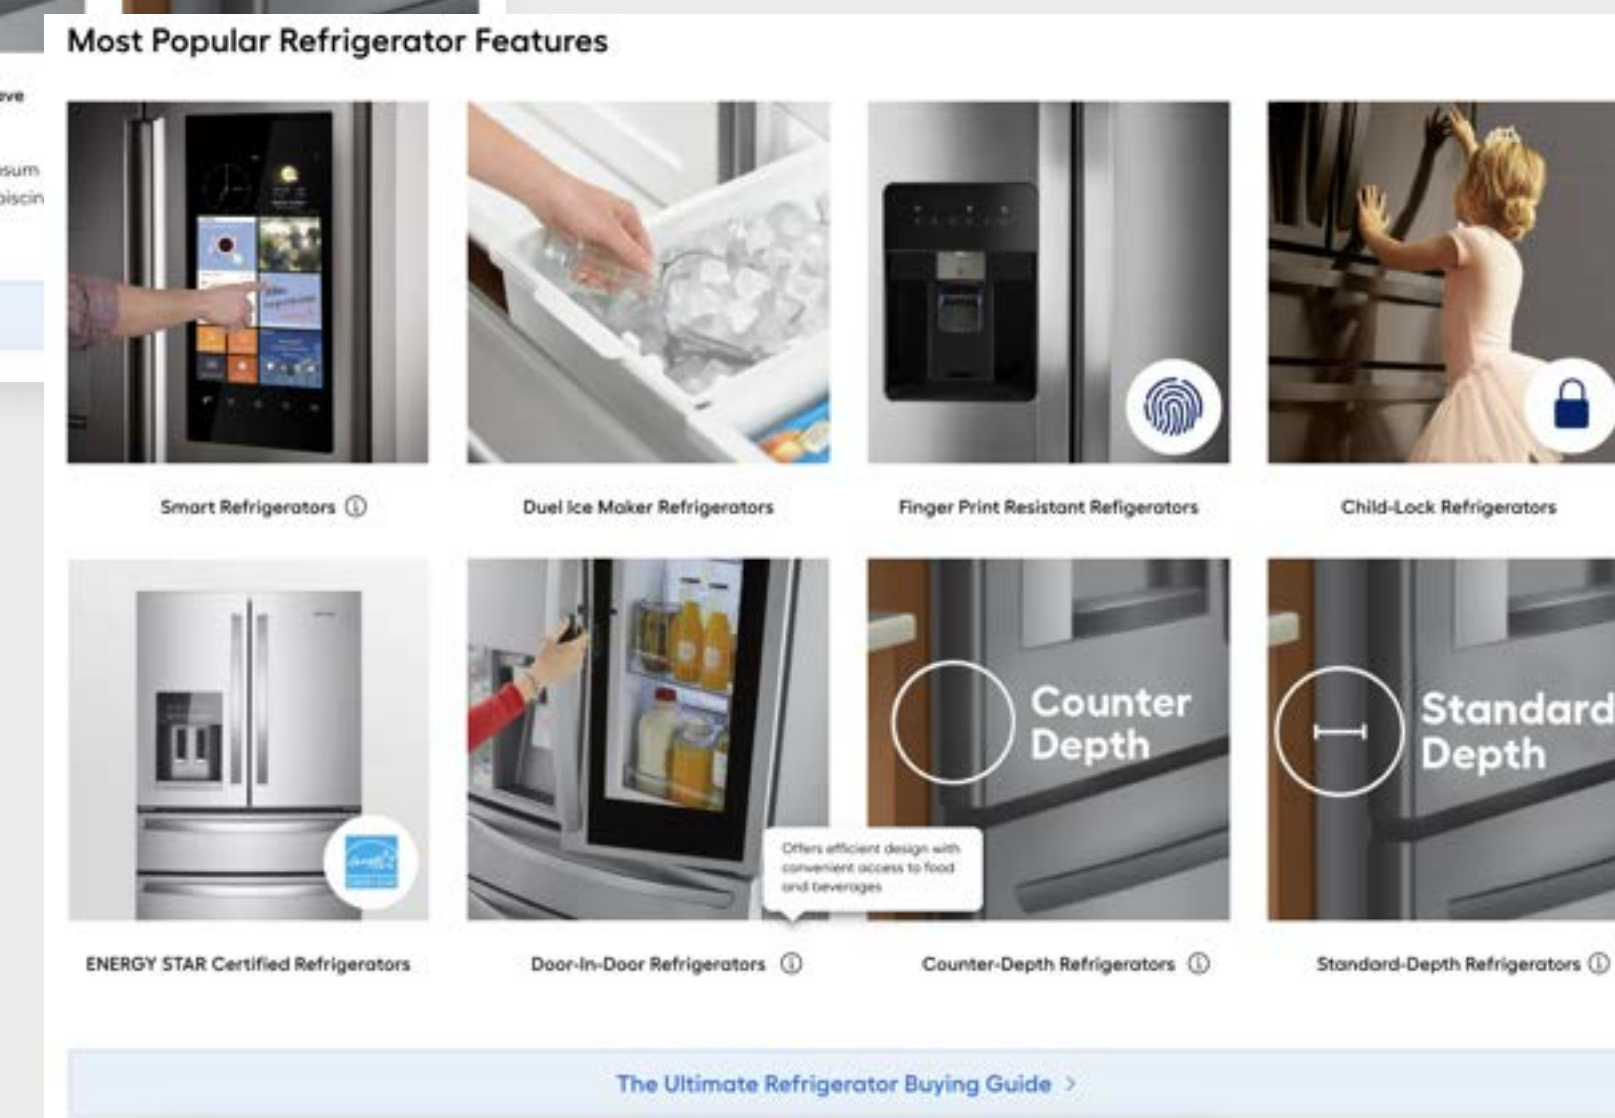 Most Popular Refrigerator Features
Smart Refrigerators
Duel Ice Maker Refrigerators
Finger Print Resistant Refigerators
Child-Lock Refrigerators
Counter
Depth
Standard
Depth
Offers efficient design with
convenient access to food
and beverages
ENERGY STAR Certified Refrigerators
Door-In-Door Refrigerators
Counter-Depth Refrigerators
Standard-Depth Refrigerators
The Ultimate Refrigerator Buying Guide >